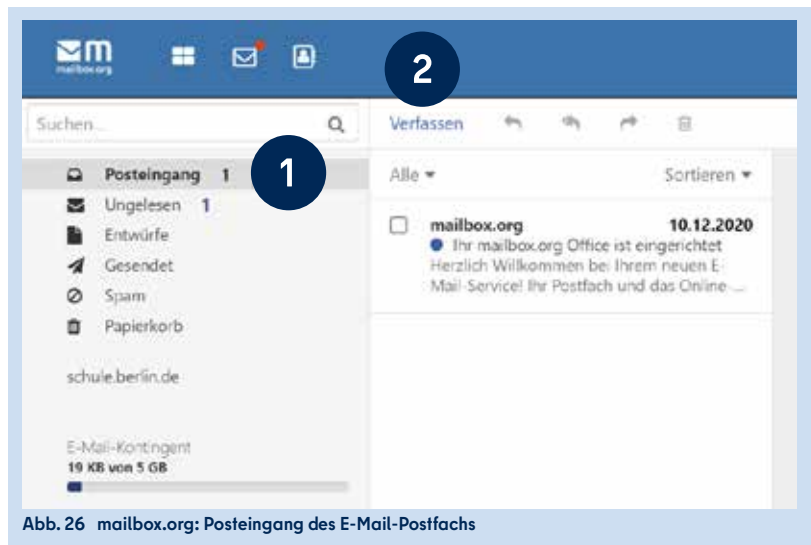 m
mailbox.org
2
Suchen...
Verfassen
1
Posteingang 1
Alle
Sortieren
Ungelesen 1
Entwürfe
Gesendet
Spam
Papierkorb
mailbox.org 10.12.2020
Ihr mailbox.org Office ist eingerichtet
Herzlich Willkommen bei Ihrem neuen E-
Mail-Service! Ihr Postfach und das Online-...
schule.berlin.de
E-Mail-Kontingent
19 KB von 5 GB
Abb. 26 mailbox.org: Posteingang des E-Mail-Postfachs